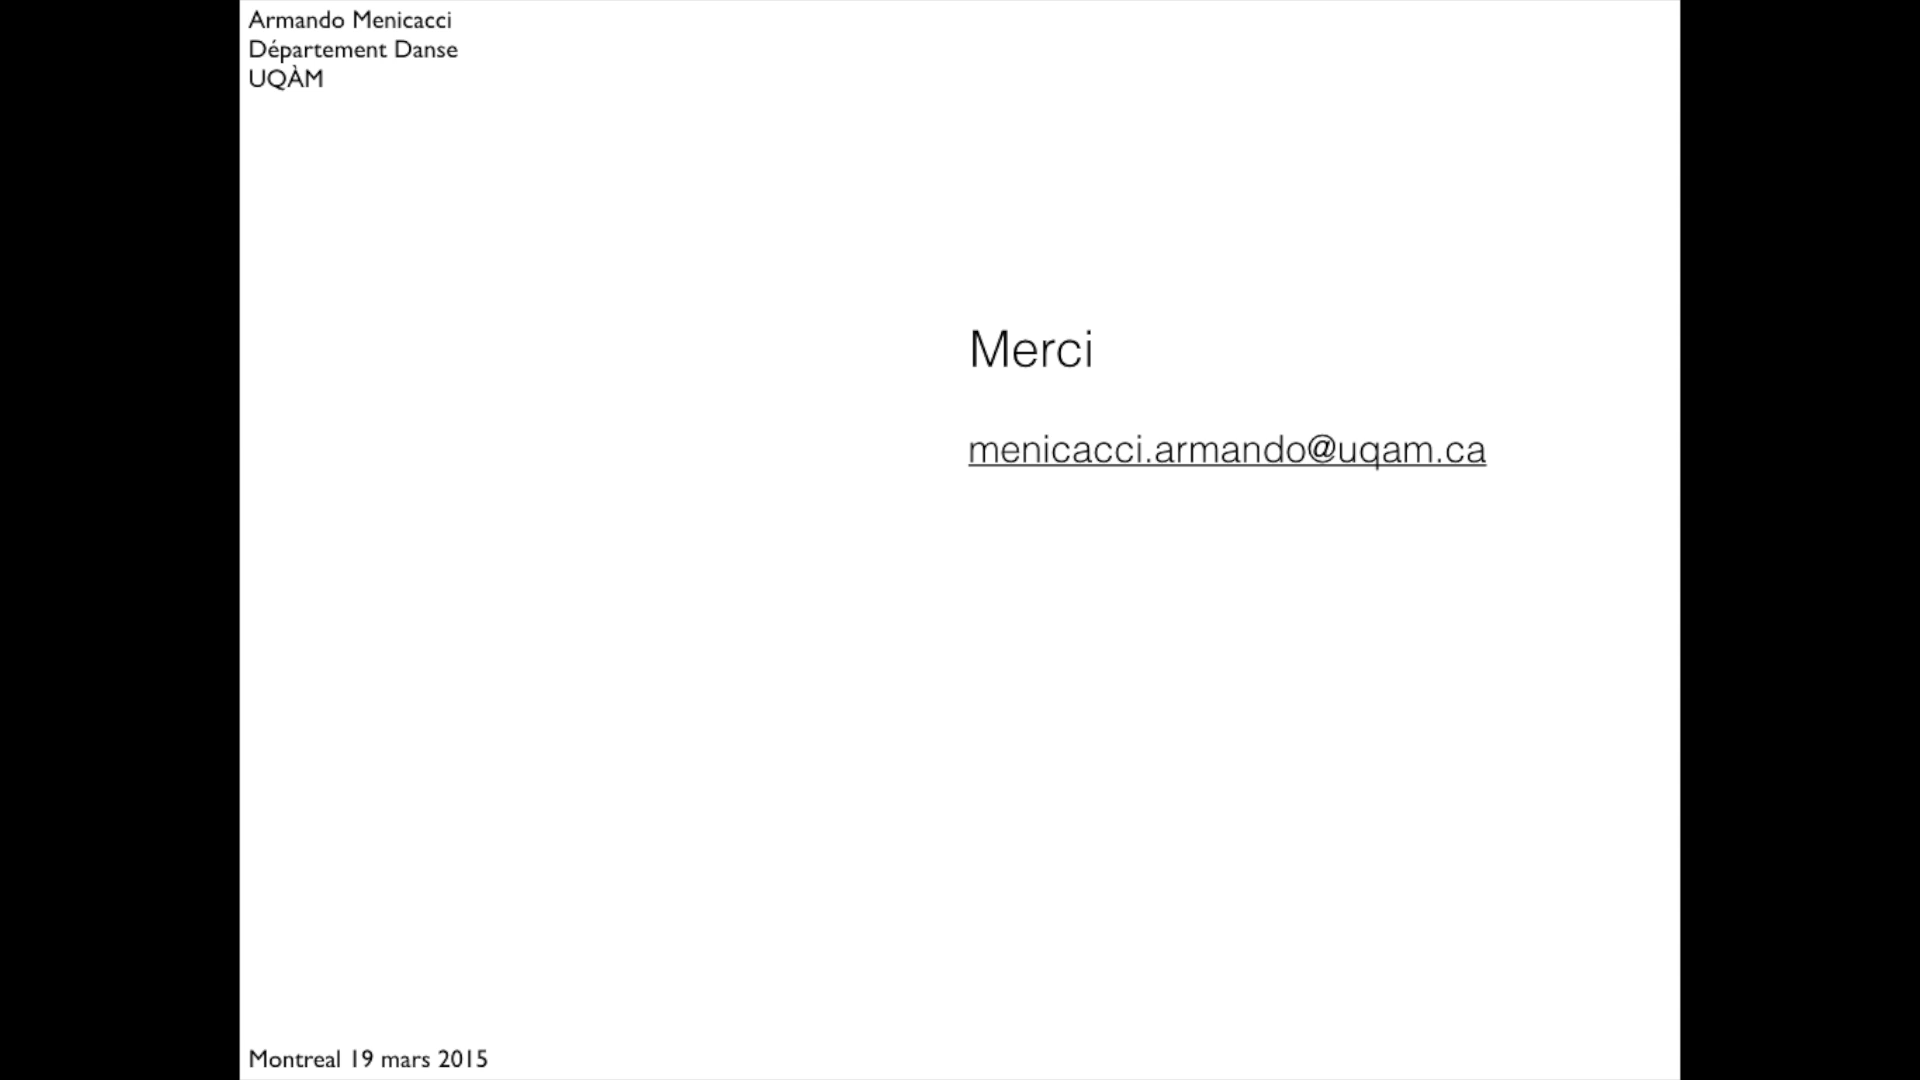 Armando Menicacci
Département Danse
UQÀM
Merci
menicacci.armando@uqam.ca
Montreal 19 mars 2015